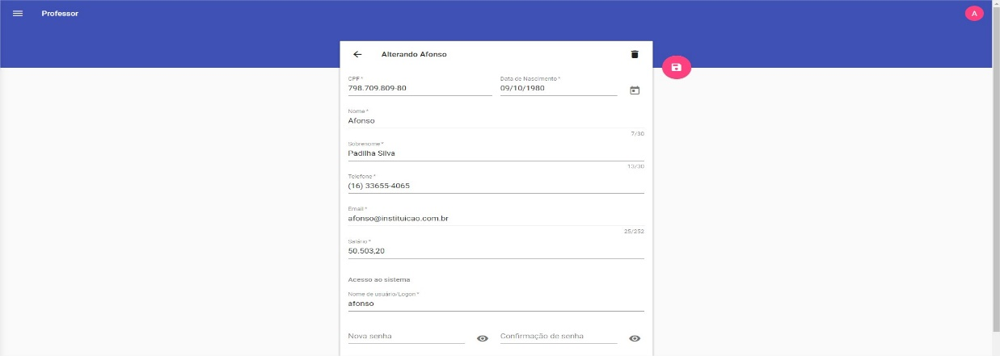 Professor
A
Alterando Afonso
CPF *
Data de Nascimento *
798.709.809-80
09/10/1980
Nome *
Afonso
7/30
Sobrenome *
Padilha Silva
13/30
Telefone *
(16) 33655-4065
Email *
afonso@instituicao.com.br
25/252
Salário *
50.503,20
Acesso ao sistema
Nome de usuário/Logon *
afonso
Nova senha
Confirmação de senha